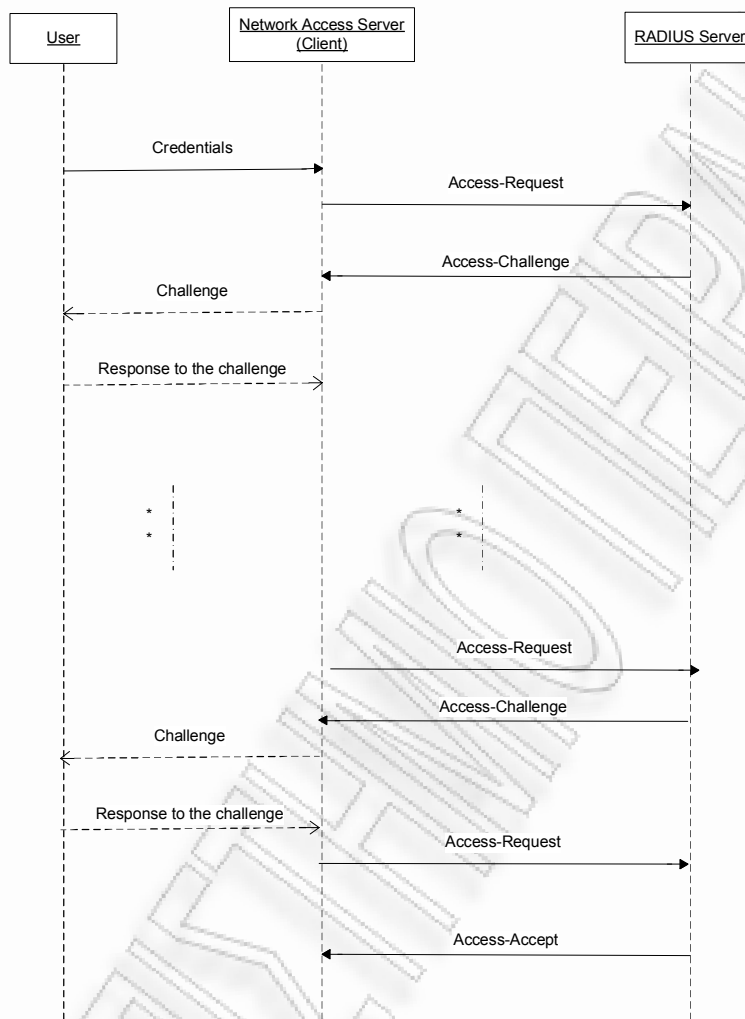 User
Network Access Server
(Client)
RADIUS Server
Credentials
Access-Request
Access-Challenge
Challenge
Response to the challenge
* *
* *
Access-Request
Access-Challenge
Challenge
Response to the challenge
Access-Request
Access-Accept